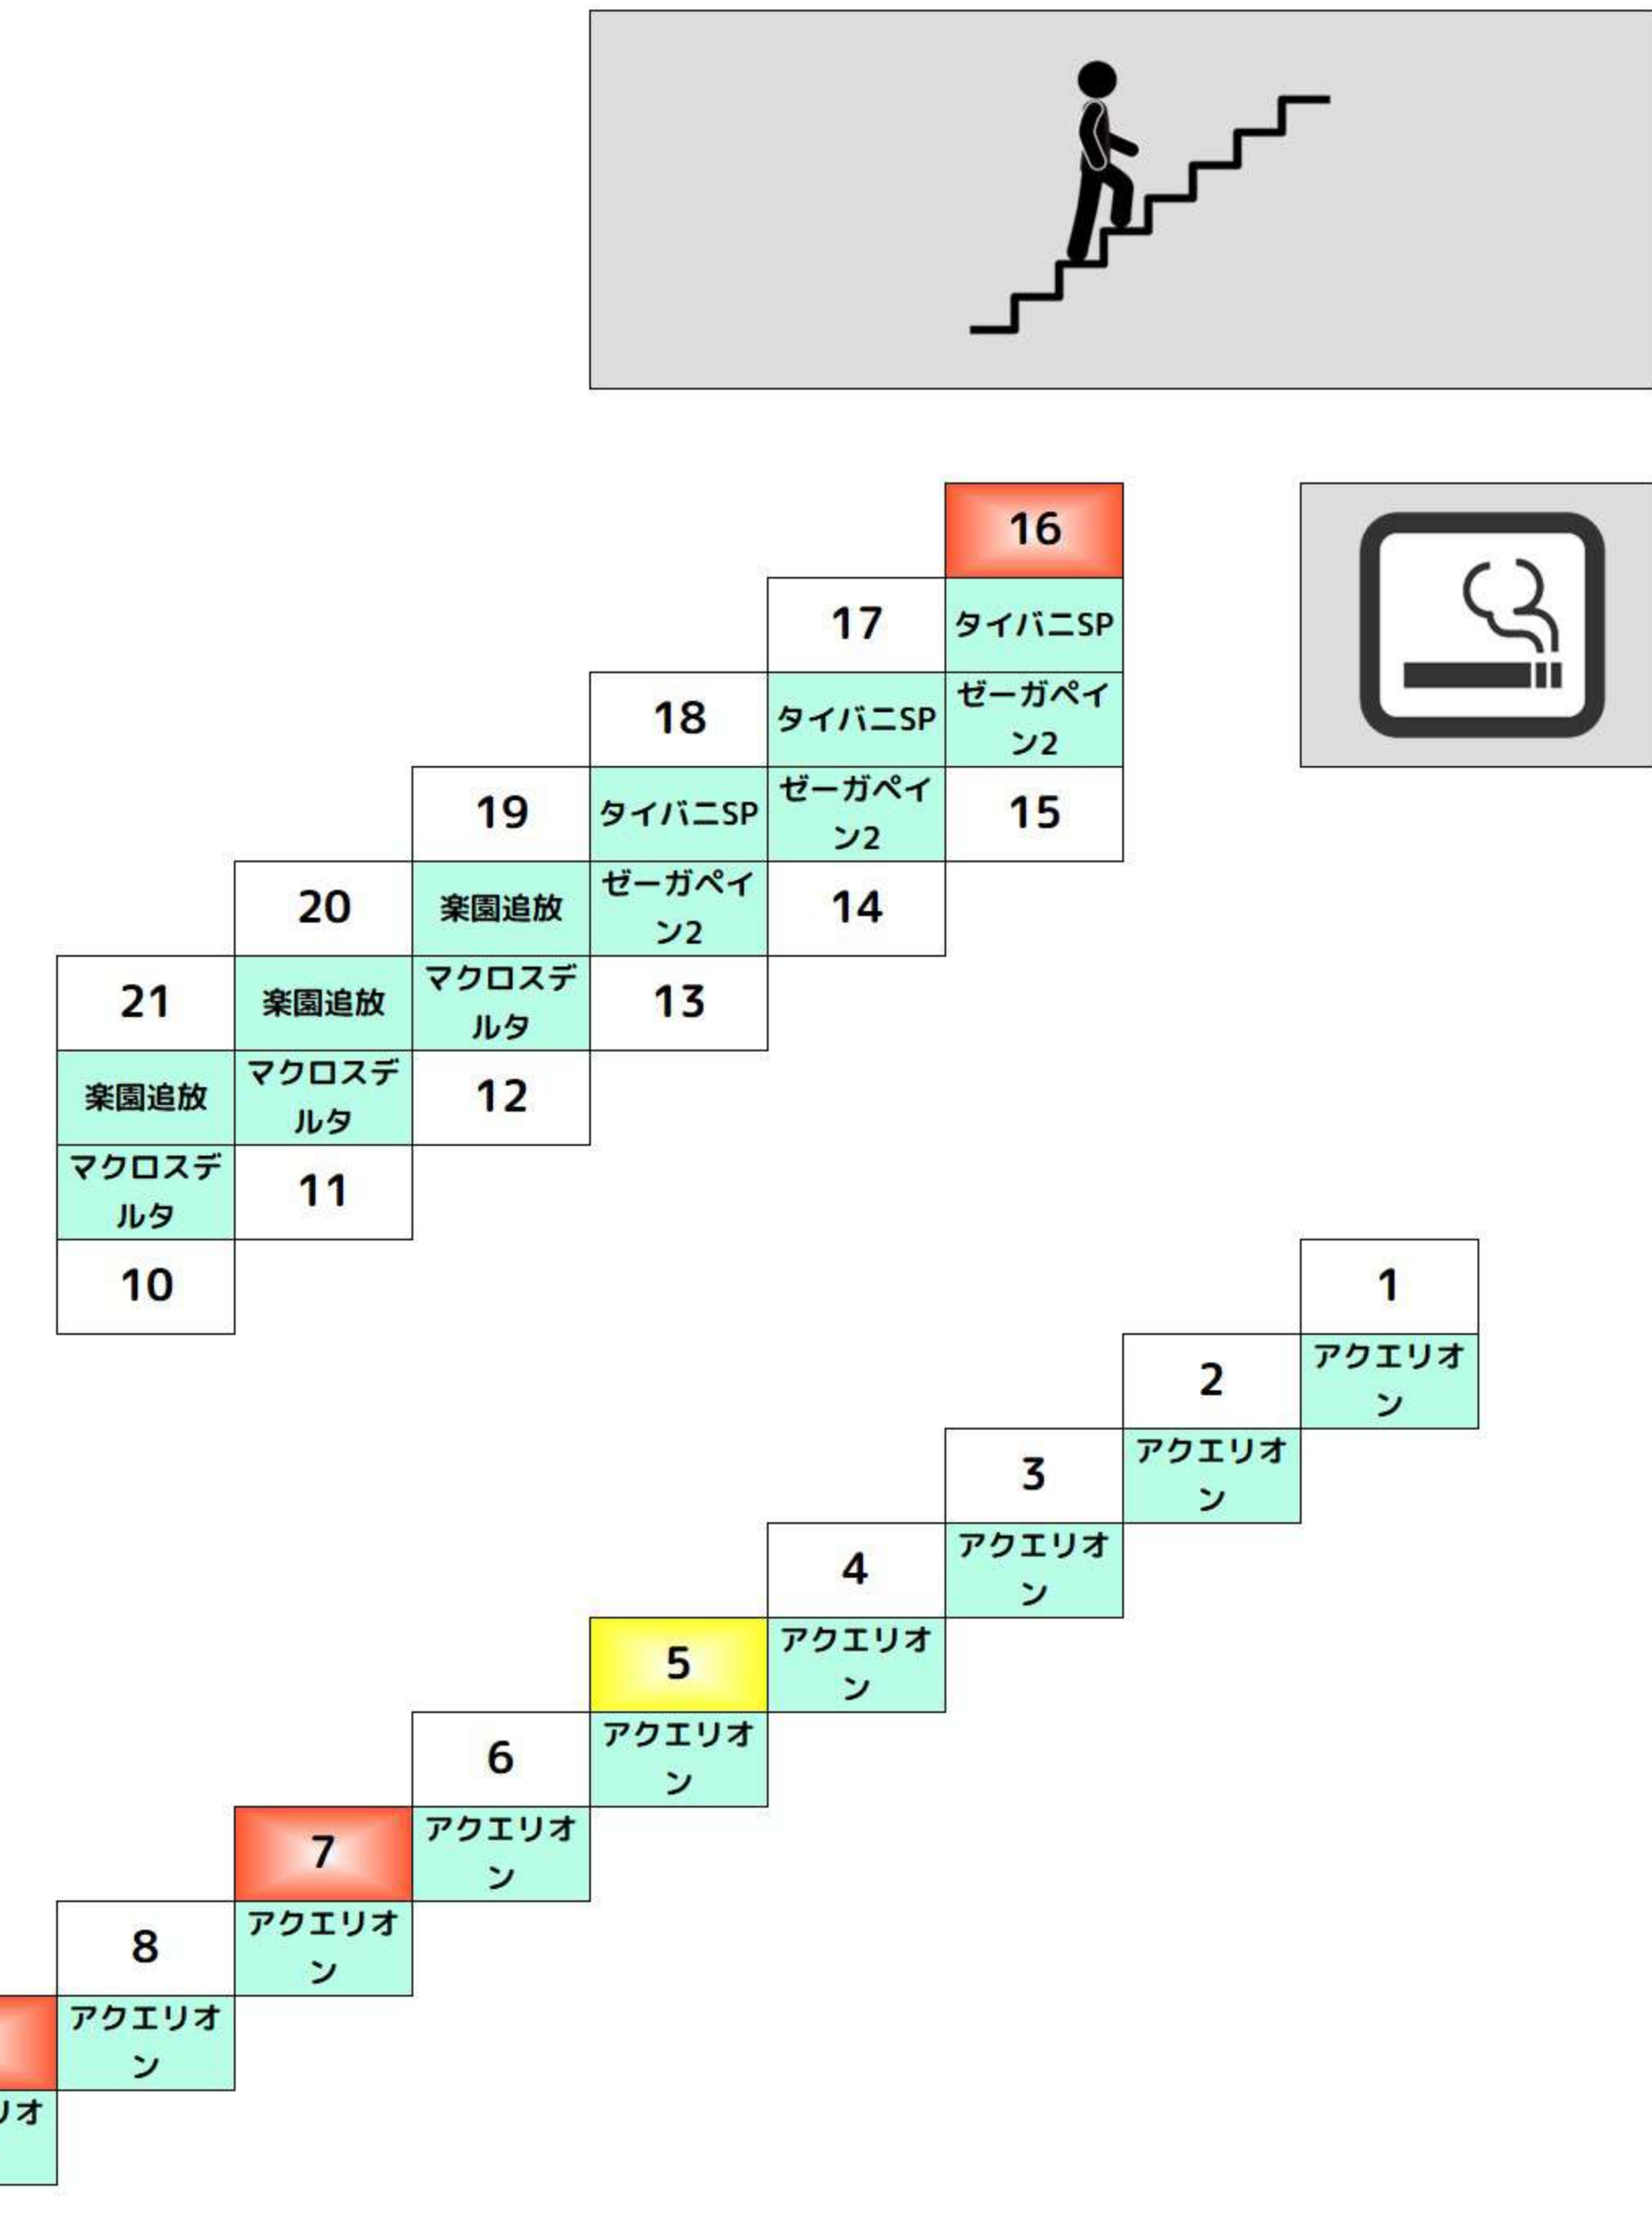 16
17
タイバニSP
18
タイバニSP
ゼーガペイ
ン2
19
タイバニSP
ゼーガペイ
ン2
15
20
楽園追放
ゼーガペイ
ン2
14
21
楽園追放
マクロスデ
ルタ
13
楽園追放
マクロスデ
ルタ
12
マクロスデ
ルタ
11
10
1
2
アクエリオ
ン
3
アクエリオ
ン
4
アクエリオ
ン
5
アクエリオ
ン
6
アクエリオ
ン
7
アクエリオ
ン
8
アクエリオ
ン
アクエリオ
ン
リオ